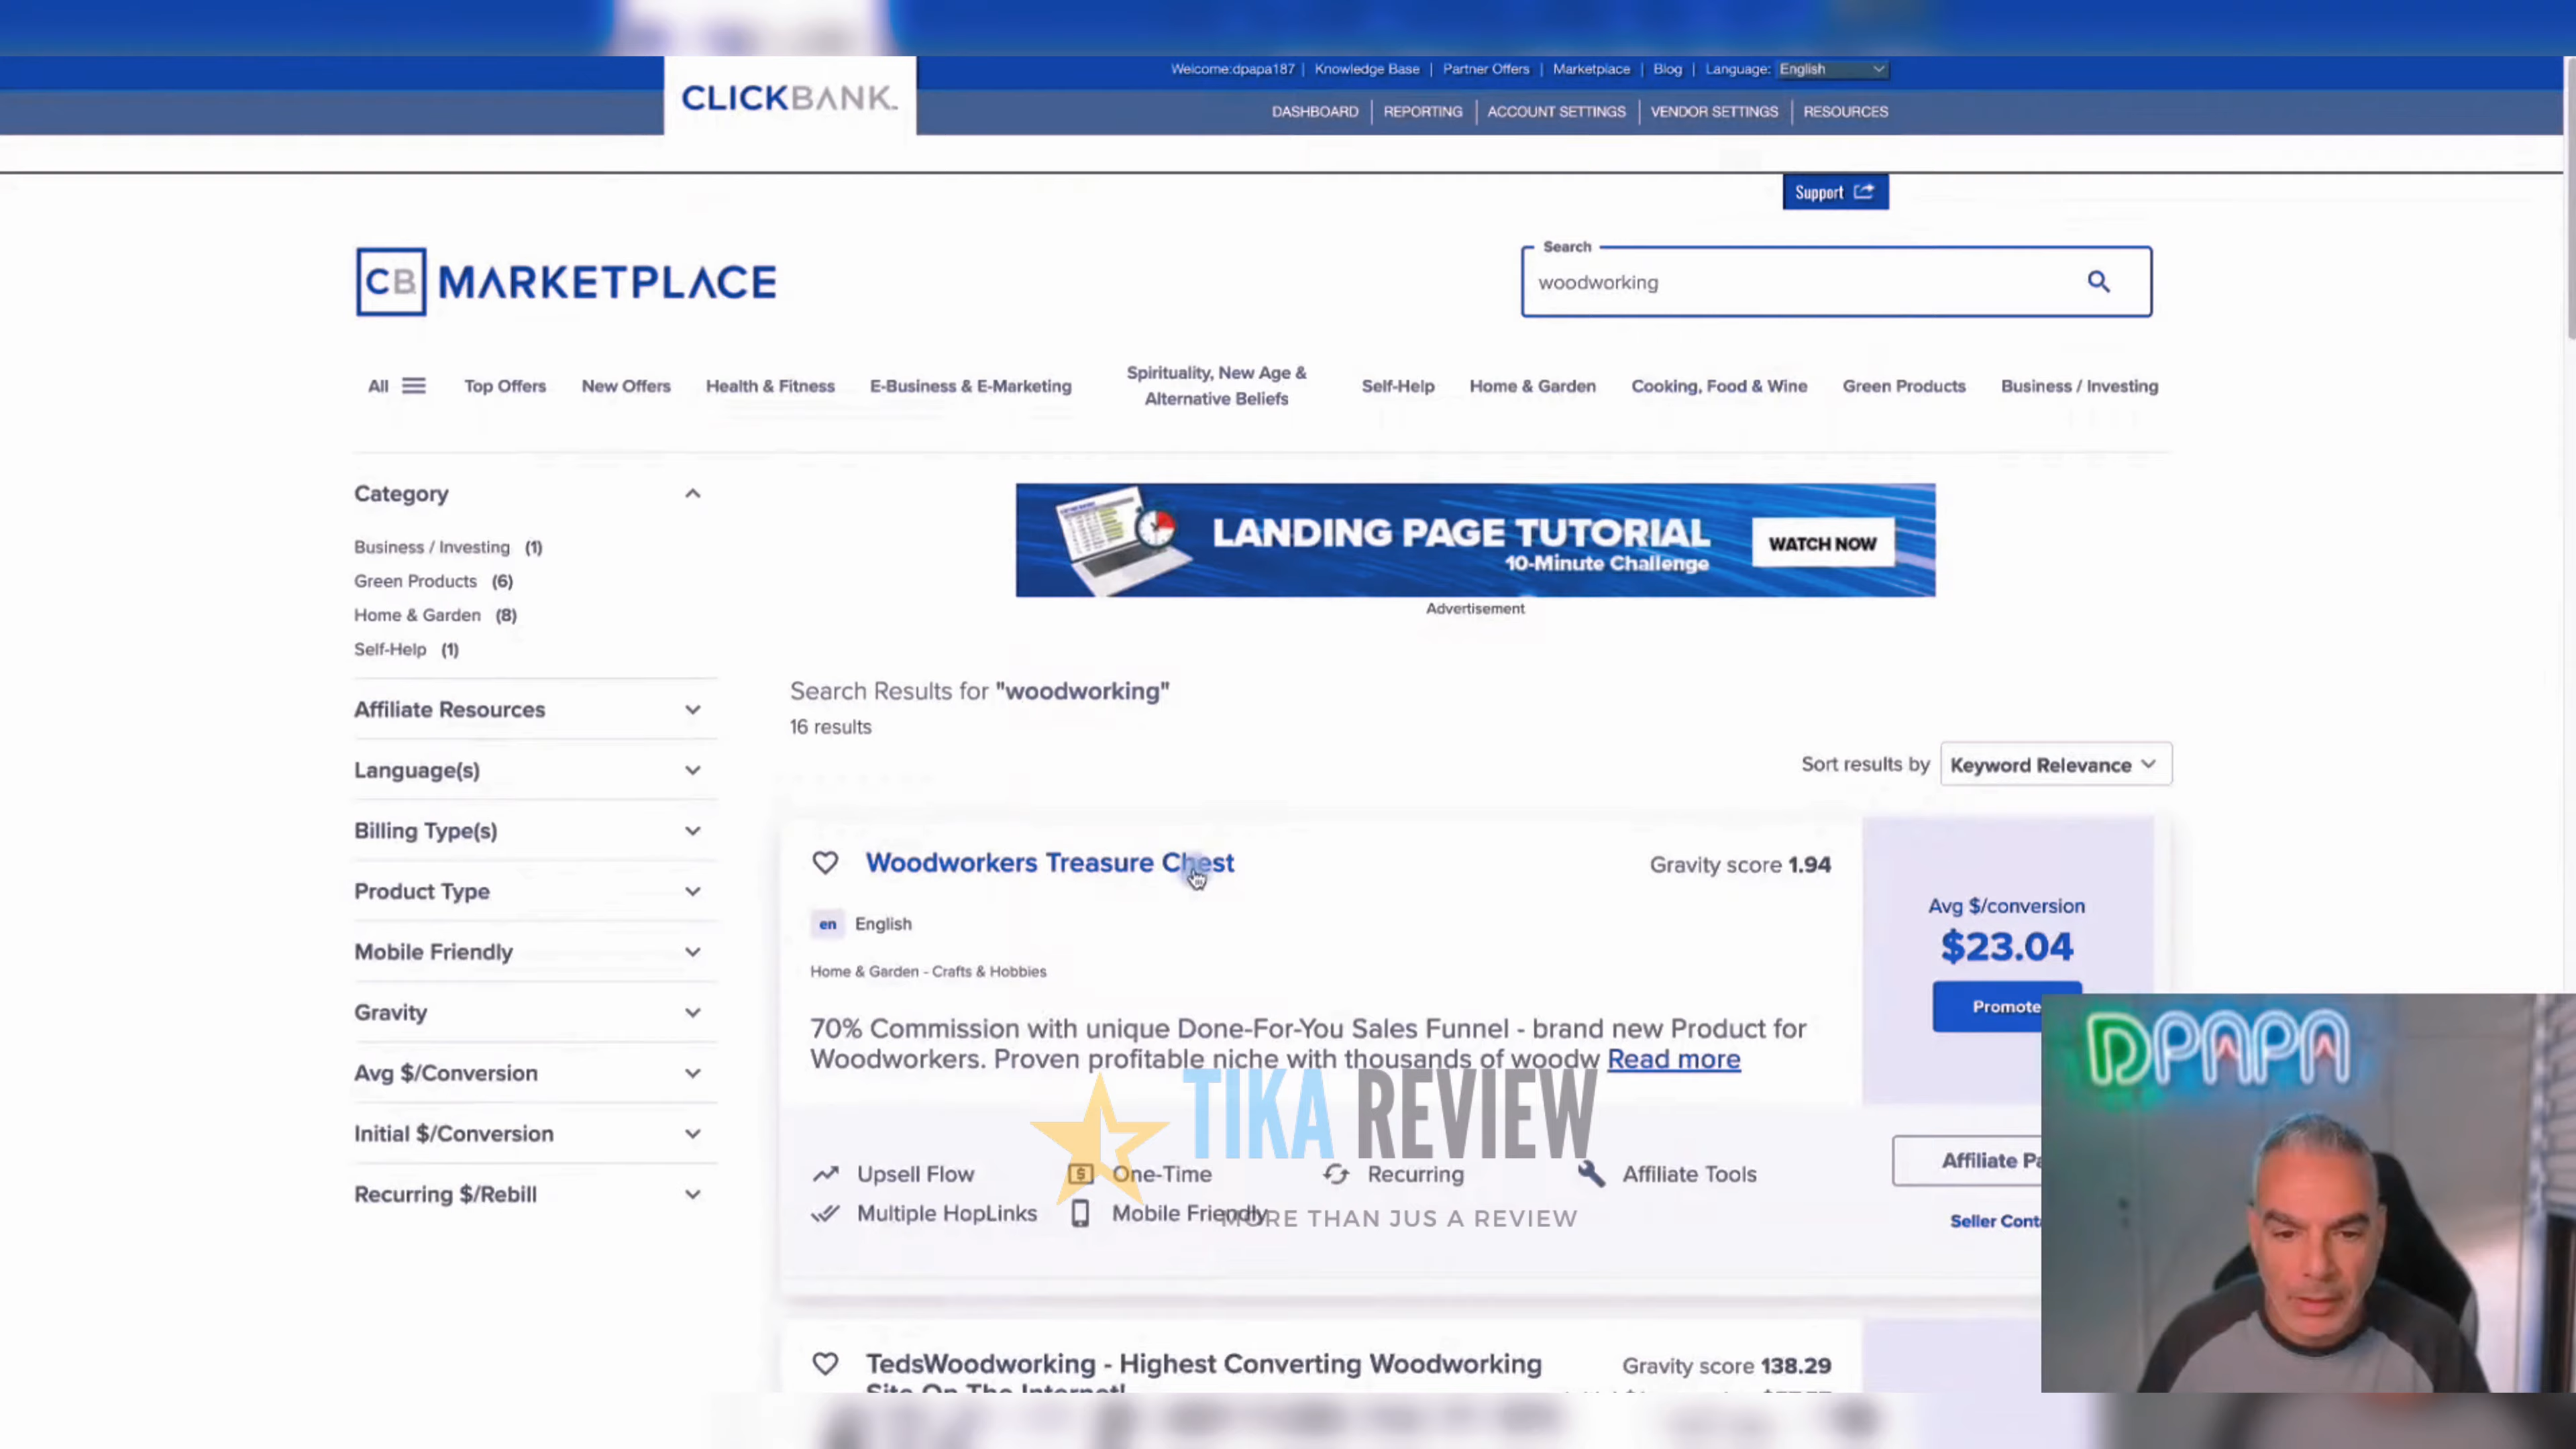 CLICKBANK.
Welcome:dpapa187 | Knowledge Base | Partner Offers | Marketplace | Blog | Language: English
DASHBOARD | REPORTING | ACCOUNT SETTINGS | VENDOR SETTINGS | RESOURCES
Support
CB MARKETPLACE
Search
woodworking
All
Top Offers
New Offers
Health & Fitness
E-Business & E-Marketing
Spirituality, New Age &
Alternative Beliefs
Self-Help
Home & Garden
Cooking, Food & Wine
Green Products
Business / Investing
Category
Business / Investing (1)
Green Products (6)
Home & Garden (8)
Self-Help (1)
Affiliate Resources
Language(s)
Billing Type(s)
Product Type
Mobile Friendly
Gravity
Avg $/Conversion
Initial $/Conversion
Recurring $/Rebill
LANDING PAGE TUTORIAL
10-Minute Challenge
WATCH NOW
Advertisement
Search Results for "woodworking"
16 results
Sort results by Keyword Relevance
Woodworkers Treasure Chest
Gravity score 1.94
en English
Home & Garden - Crafts & Hobbies
70% Commission with unique Done-For-You Sales Funnel - brand new Product for
Woodworkers. Proven profitable niche with thousands of woodw Read more
Avg $/conversion
$23.04
Promote
Affiliate Pa
Seller Cont
TIKA REVIEW
MORE THAN JUS A REVIEW
Upsell Flow
One-Time
Recurring
Affiliate Tools
Multiple HopLinks
Mobile Friendly
TedsWoodworking - Highest Converting Woodworking
Site On The Internet!
Gravity score 138.29
DPAPA